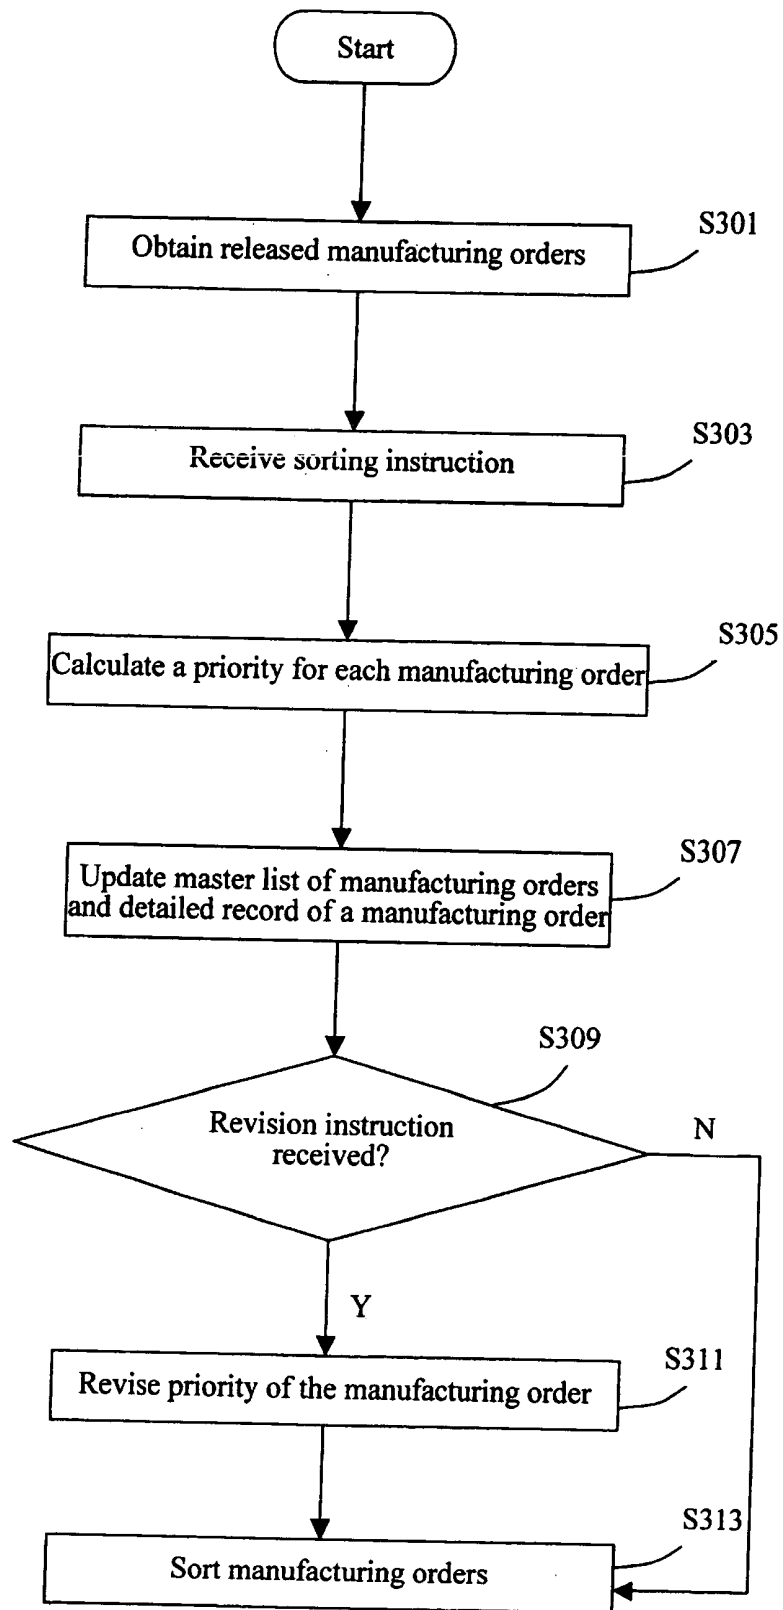 Start
S301
Obtain released manufacturing orders
S303
Receive sorting instruction
S305
Calculate a priority for each manufacturing order
S307
Update master list of manufacturing orders
and detailed record of a manufacturing order
S309
Revision instruction
received?
N
Y
S311
Revise priority of the manufacturing order
S313
Sort manufacturing orders